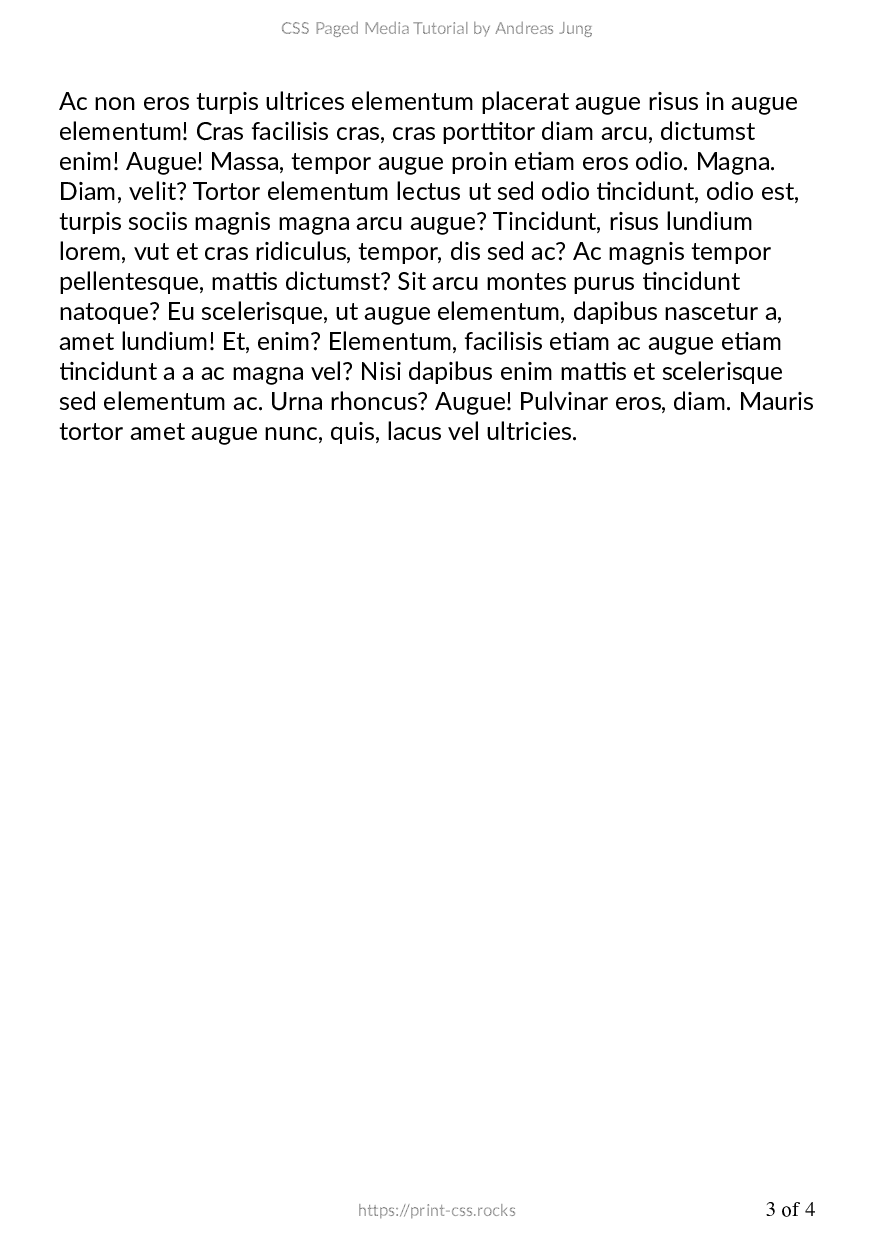 CSS Paged Media Tutorial by Andreas Jung
Ac non eros turpis ultrices elementum placerat augue risus in augue
elementum! Cras facilisis cras, cras porttitor diam arcu, dictumst
enim! Augue! Massa, tempor augue proin etiam eros odio. Magna.
Diam, velit? Tortor elementum lectus ut sed odio tincidunt, odio est,
turpis sociis magnis magna arcu augue? Tincidunt, risus lundium
lorem, vut et cras ridiculus, tempor, dis sed ac? Ac magnis tempor
pellentesque, mattis dictumst? Sit arcu montes purus tincidunt
natoque? Eu scelerisque, ut augue elementum, dapibus nascetur a,
amet lundium! Et, enim? Elementum, facilisis etiam ac augue etiam
tincidunt a a ac magna vel? Nisi dapibus enim mattis et scelerisque
sed elementum ac. Urna rhoncus? Augue! Pulvinar eros, diam. Mauris
tortor amet augue nunc, quis, lacus vel ultricies.
https://print-css.rocks
3 of 4